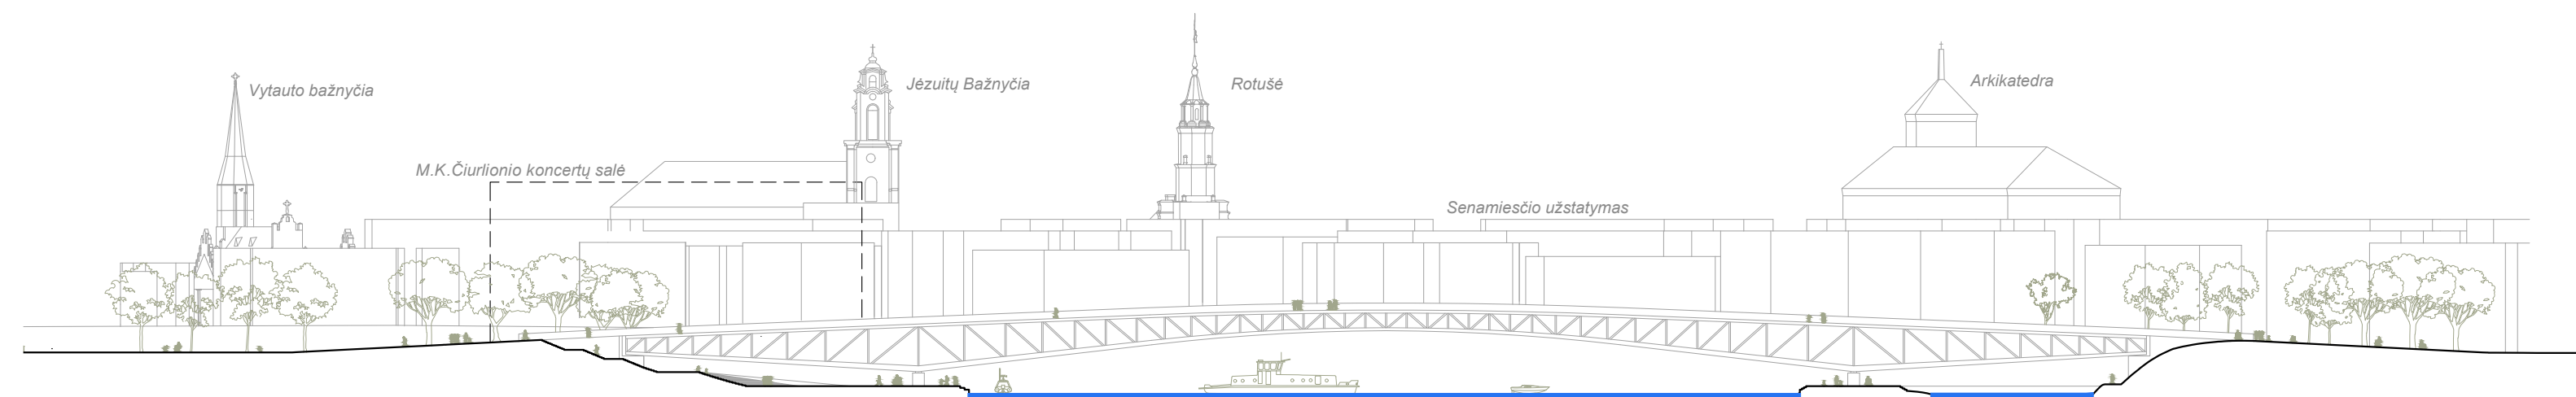 Vytauto bažnyčia
Jėzuitų Bažnyčia
Rotušė
Arkikatedra
M.K.Čiurlionio koncertų salė
Senamiesčio užstatymas